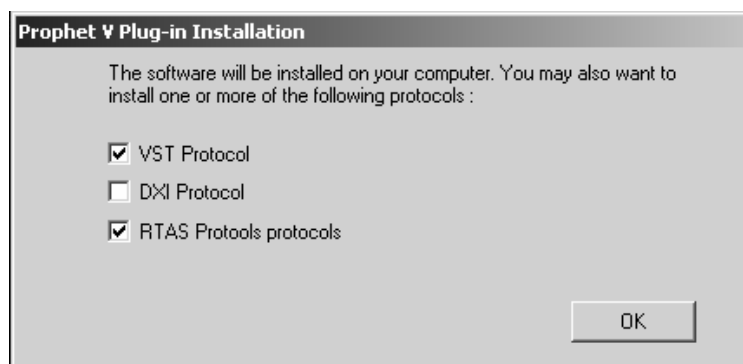 Prophet V Plug-in Installation
The software will be installed on your computer. You may also want to
install one or more of the following protocols :
VST Protocol
DXI Protocol
RTAS Protools protocols
OK